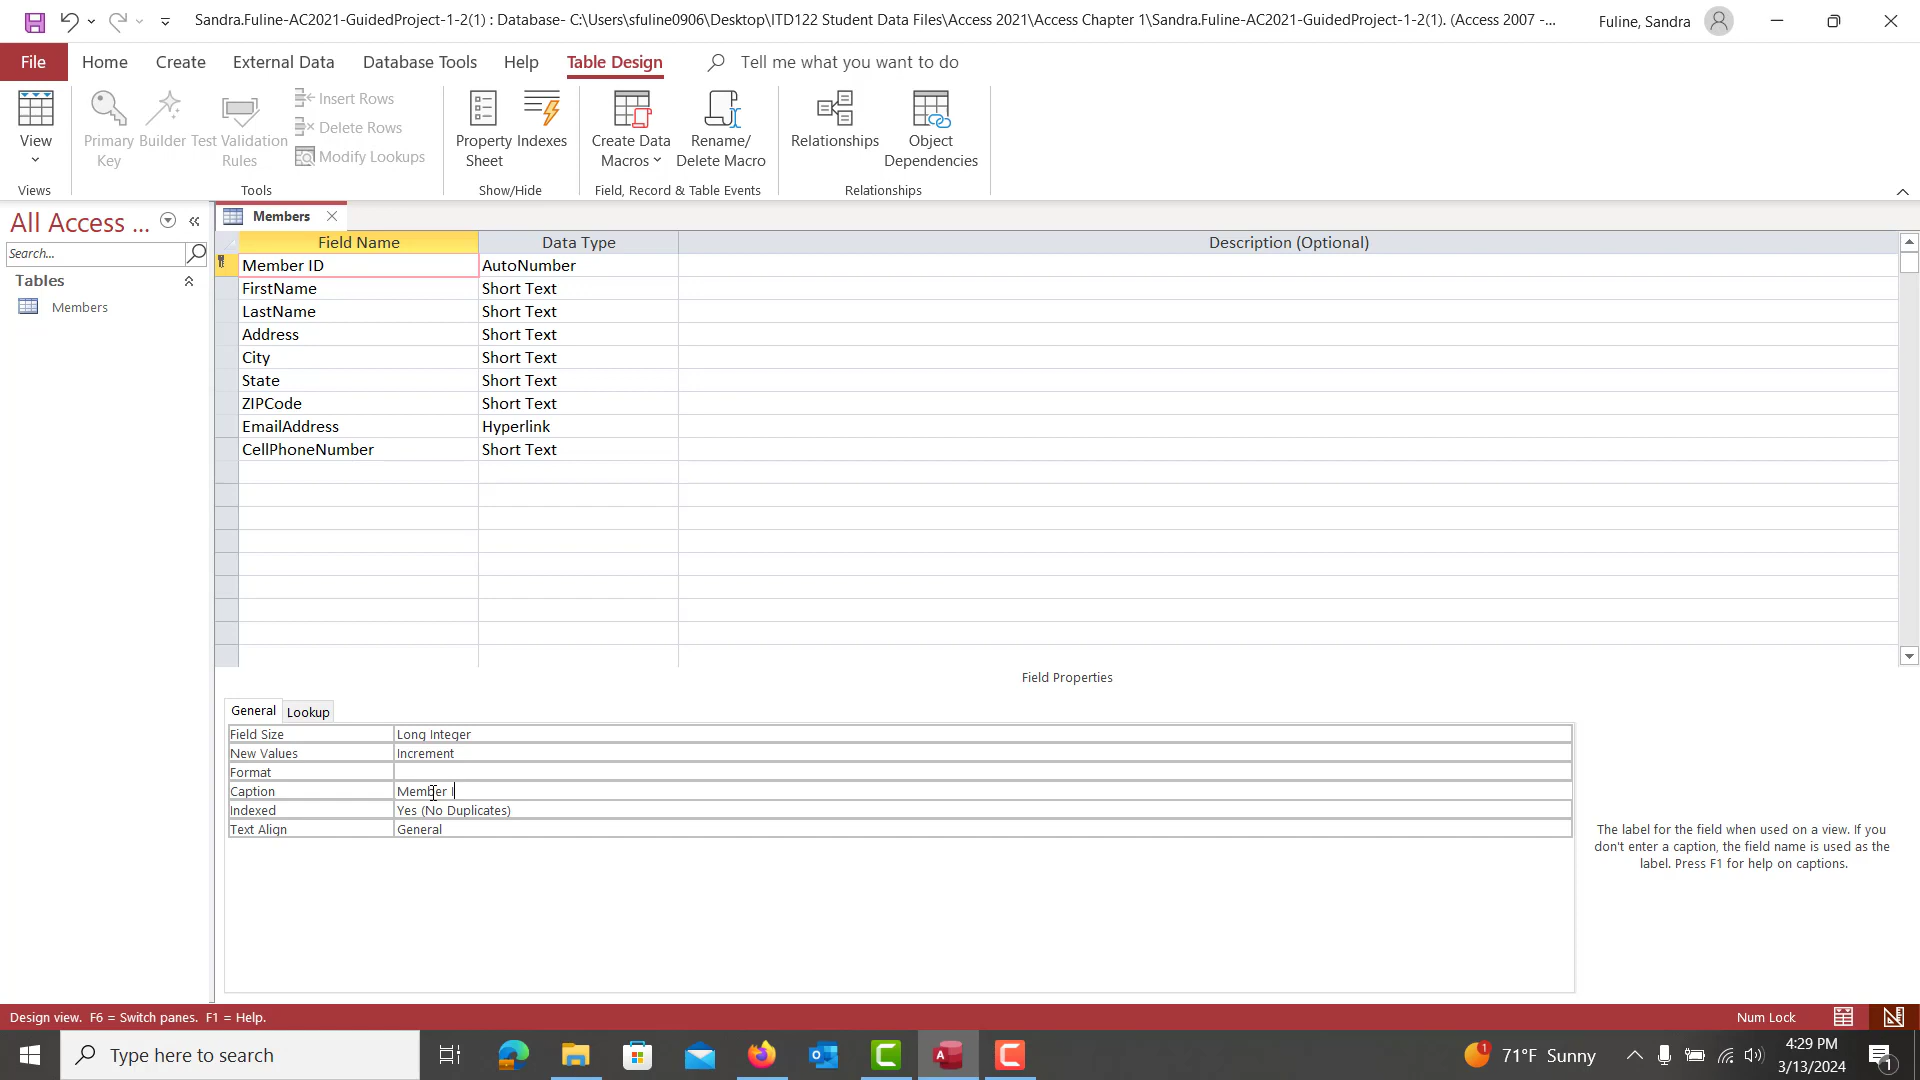 Sandra.Fuline-AC2021-GuidedProject-1-2(1) : Database- C:\Users\sfuline0906\Desktop\ITD122 Student Data Files\Access 2021\Access Chapter 1\Sandra.Fuline-AC2021-GuidedProject-1-2(1). (Access 2007 -...
Fuline, Sandra
File Home Create External Data Database Tools Help Table Design Tell me what you want to do
View
Primary Key
Builder
Test Validation Rules
Insert Rows
Delete Rows
Modify Lookups
Property Sheet
Indexes
Create Data Macros
Rename/ Delete Macro
Relationships
Object Dependencies
Views Tools Show/Hide Field, Record & Table Events Relationships
All Access ...
Search...
Tables
Members
Members
Field Name Data Type Description (Optional)
Member ID AutoNumber
FirstName Short Text
LastName Short Text
Address Short Text
City Short Text
State Short Text
ZIPCode Short Text
EmailAddress Hyperlink
CellPhoneNumber Short Text
Field Properties
General Lookup
Field Size Long Integer
New Values Increment
Format
Caption Member I
Indexed Yes (No Duplicates)
Text Align General
The label for the field when used on a view. If you
don't enter a caption, the field name is used as the
label. Press F1 for help on captions.
Design view. F6 = Switch panes. F1 = Help.
Num Lock
Type here to search
1
71°F Sunny
4:29 PM
3/13/2024
1